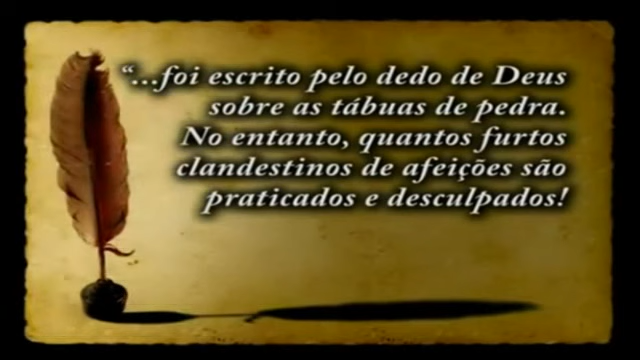 “...foi escrito pelo dedo de Deus
sobre as tábuas de pedra.
No entanto, quantos furtos
clandestinos de afeições são
praticados e desculpados!